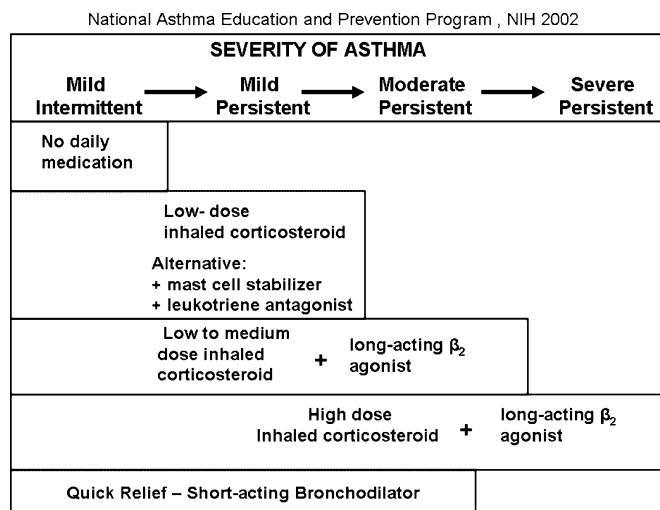 National Asthma Education and Prevention Program , NIH 2002
SEVERITY OF ASTHMA
Mild Intermittent
Mild Persistent
Moderate Persistent
Severe Persistent
No daily
medication
Low- dose
inhaled corticosteroid
Alternative:
+ mast cell stabilizer
+ leukotriene antagonist
Low to medium
dose inhaled
corticosteroid
+
long-acting β₂
agonist
High dose
Inhaled corticosteroid
+
long-acting β₂
agonist
Quick Relief – Short-acting Bronchodilator